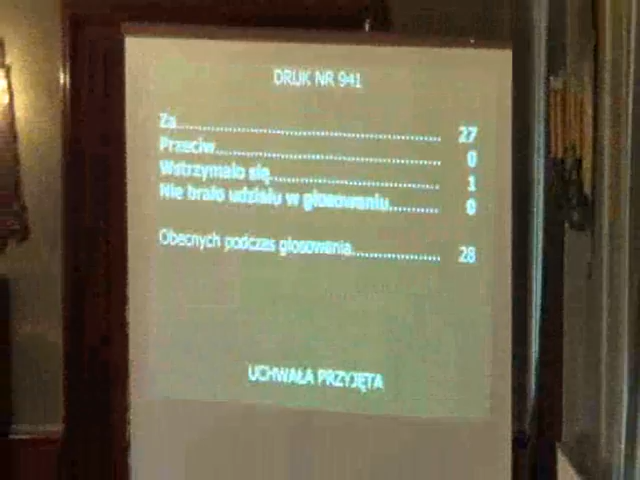 DRUK NR 941
Za........................................................ 27
Przeciw................................................ 0
Wstrzymało się................................... 1
Nie brało udziału w głosowaniu......... 0
Obecnych podczas głosowania................ 28
UCHWAŁA PRZYJĘTA